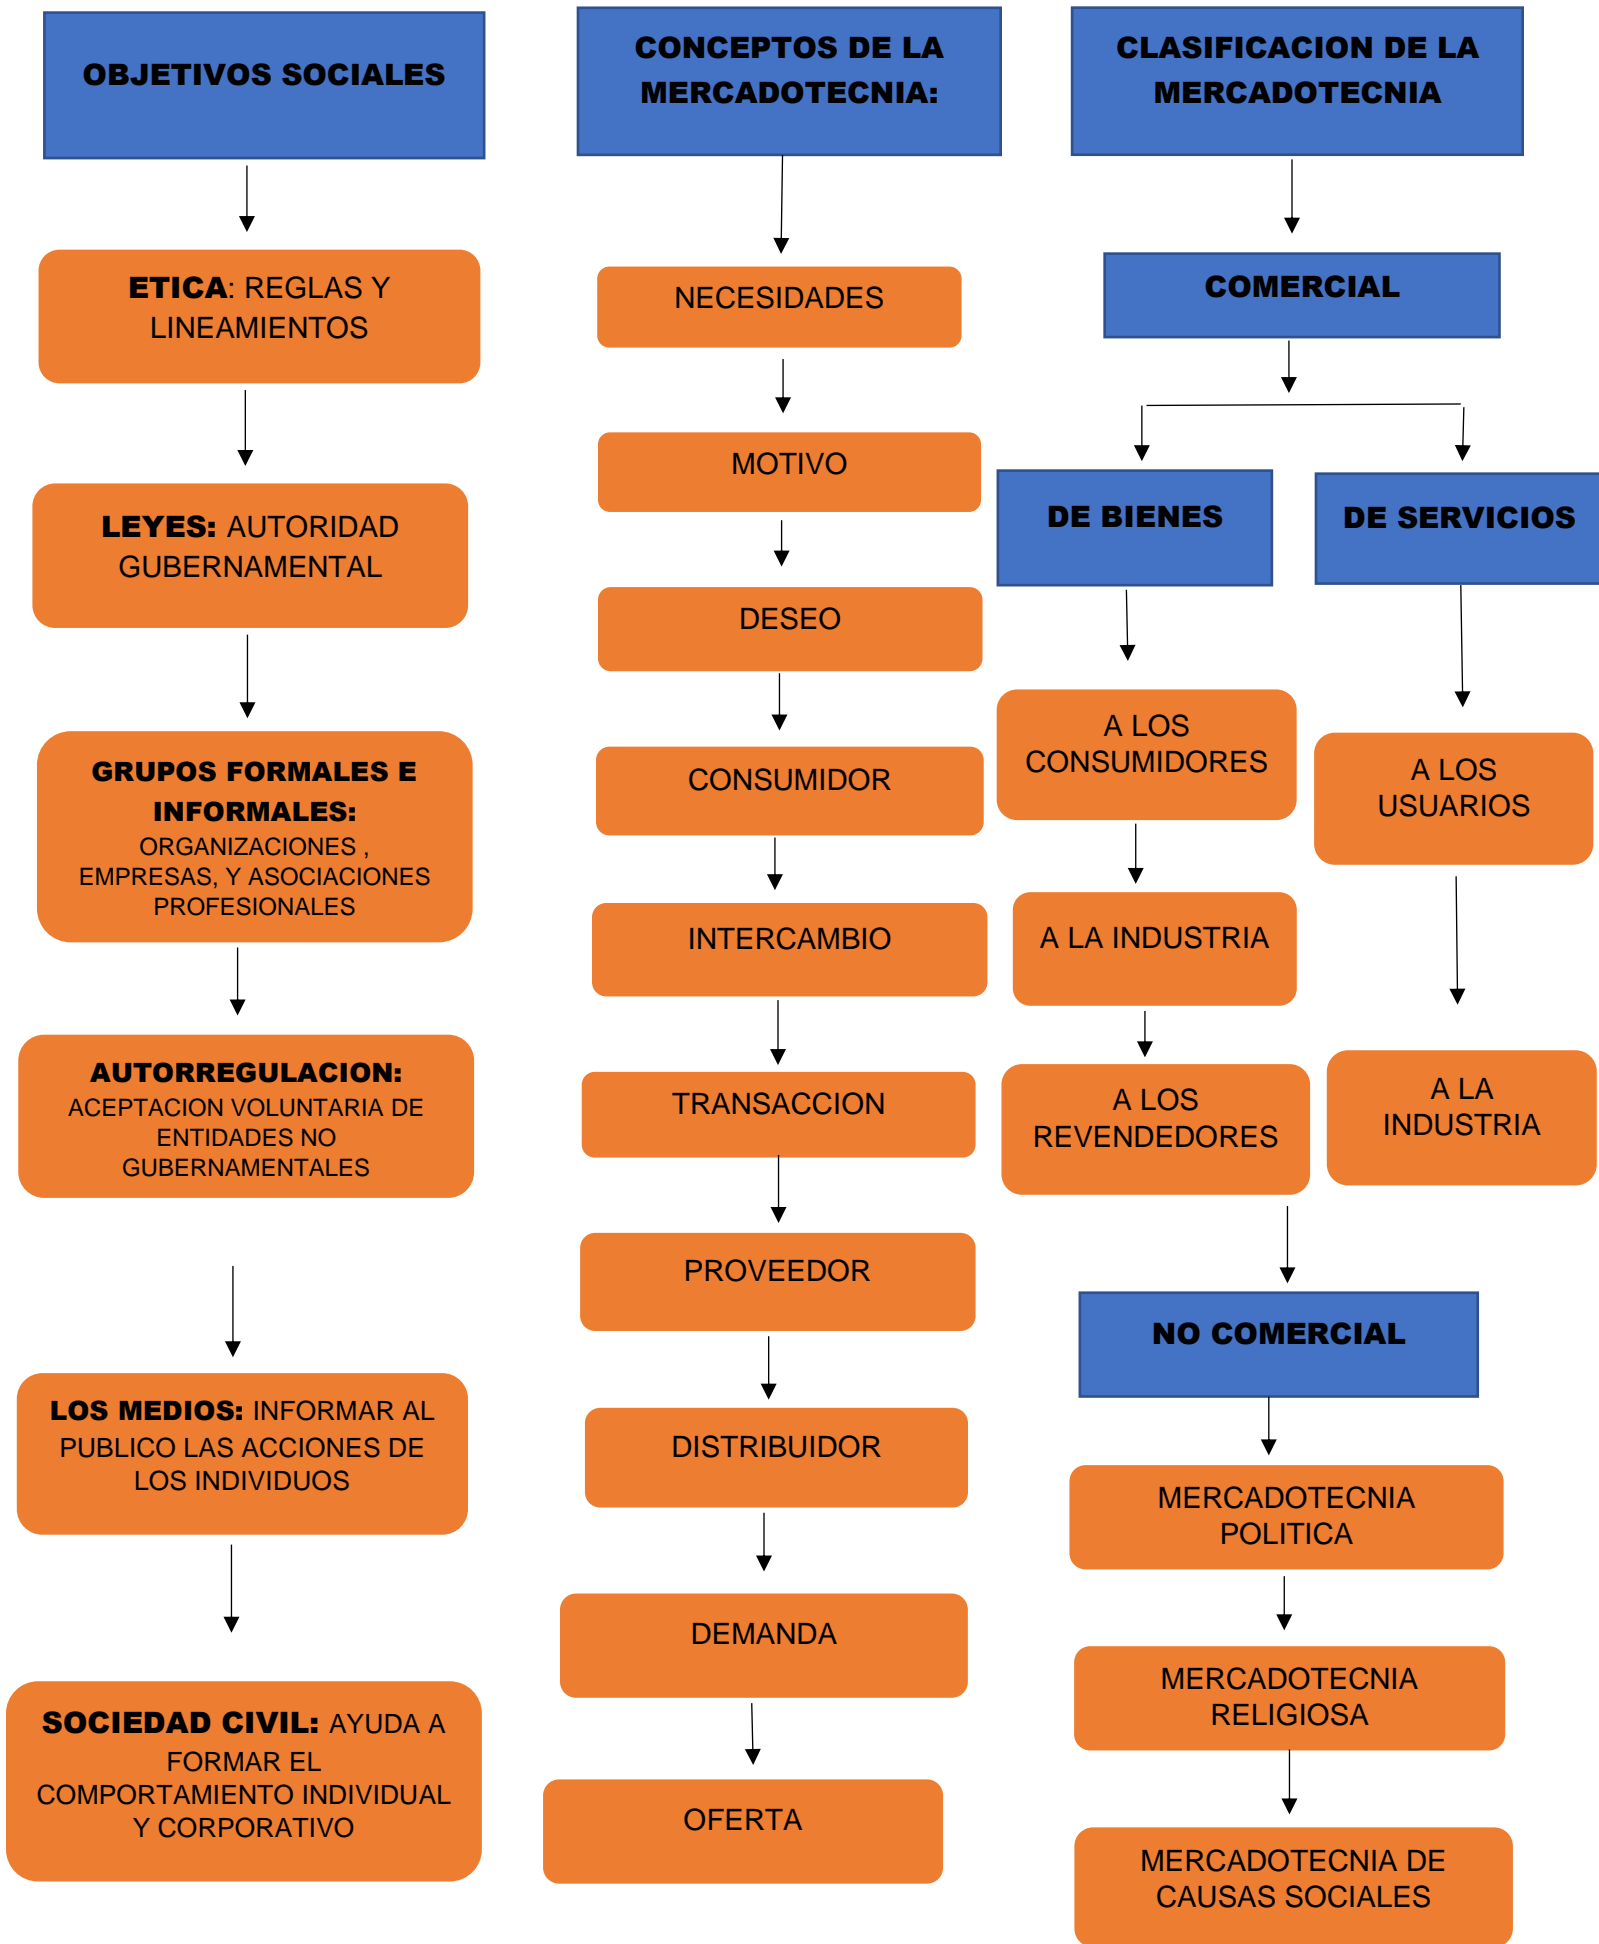 OBJETIVOS SOCIALES
ETICA: REGLAS Y
LINEAMIENTOS
LEYES: AUTORIDAD
GUBERNAMENTAL
GRUPOS FORMALES E
INFORMALES:
ORGANIZACIONES ,
EMPRESAS, Y ASOCIACIONES
PROFESIONALES
AUTORREGULACION:
ACEPTACION VOLUNTARIA DE
ENTIDADES NO
GUBERNAMENTALES
LOS MEDIOS: INFORMAR AL
PUBLICO LAS ACCIONES DE
LOS INDIVIDUOS
SOCIEDAD CIVIL: AYUDA A
FORMAR EL
COMPORTAMIENTO INDIVIDUAL
Y CORPORATIVO
CONCEPTOS DE LA
MERCADOTECNIA:
NECESIDADES
MOTIVO
DESEO
CONSUMIDOR
INTERCAMBIO
TRANSACCION
PROVEEDOR
DISTRIBUIDOR
DEMANDA
OFERTA
CLASIFICACION DE LA
MERCADOTECNIA
COMERCIAL
DE BIENES
A LOS
CONSUMIDORES
A LA INDUSTRIA
A LOS
REVENDEDORES
DE SERVICIOS
A LOS
USUARIOS
A LA
INDUSTRIA
NO COMERCIAL
MERCADOTECNIA
POLITICA
MERCADOTECNIA
RELIGIOSA
MERCADOTECNIA DE
CAUSAS SOCIALES